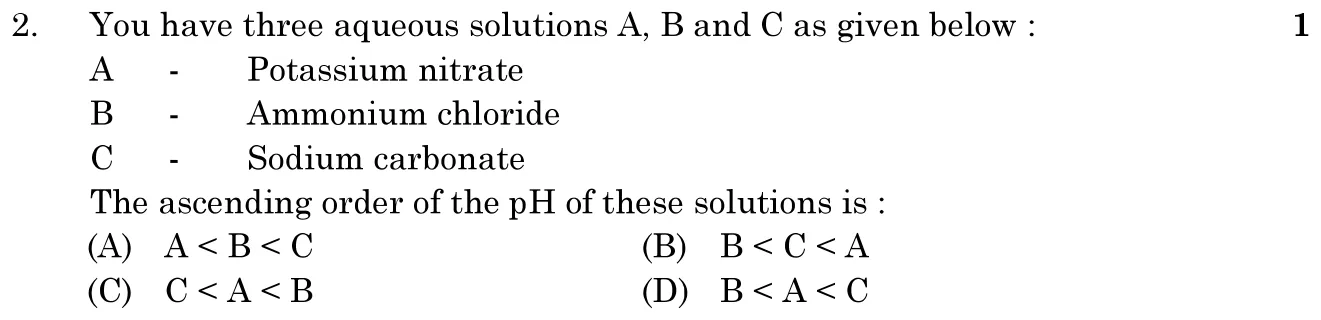 2. You have three aqueous solutions A, B and C as given below : 1
A - Potassium nitrate
B - Ammonium chloride
C - Sodium carbonate
The ascending order of the pH of these solutions is :
(A) A < B < C (B) B < C < A
(C) C < A < B (D) B < A < C